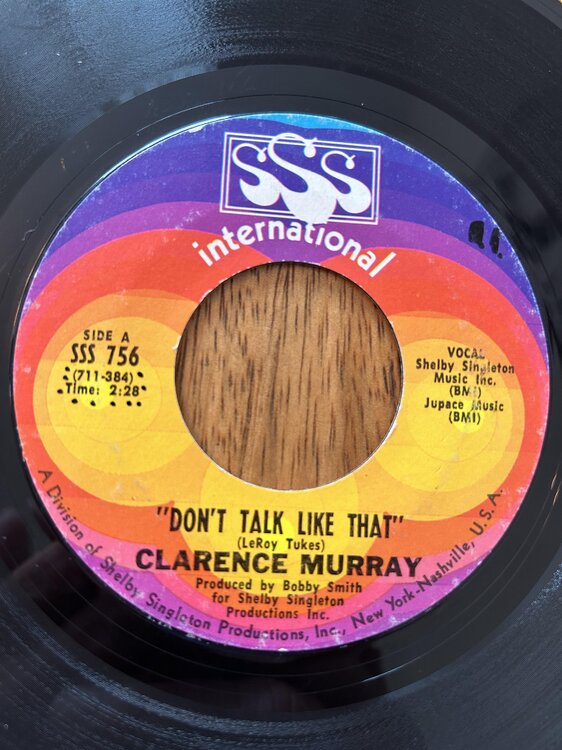 SSS
international
SIDE A
SSS 756
(711-384)
Time: 2:28
VOCAL
Shelby Singleton
Music Inc.
(BMI)
Jupace Music
(BMI)
"DON'T TALK LIKE THAT"
(LeRoy Tukes)
CLARENCE MURRAY
Produced by Bobby Smith
for Shelby Singleton
Productions Inc.
A Division of Shelby Singleton Productions, Inc., New York-Nashville, U.S.A.